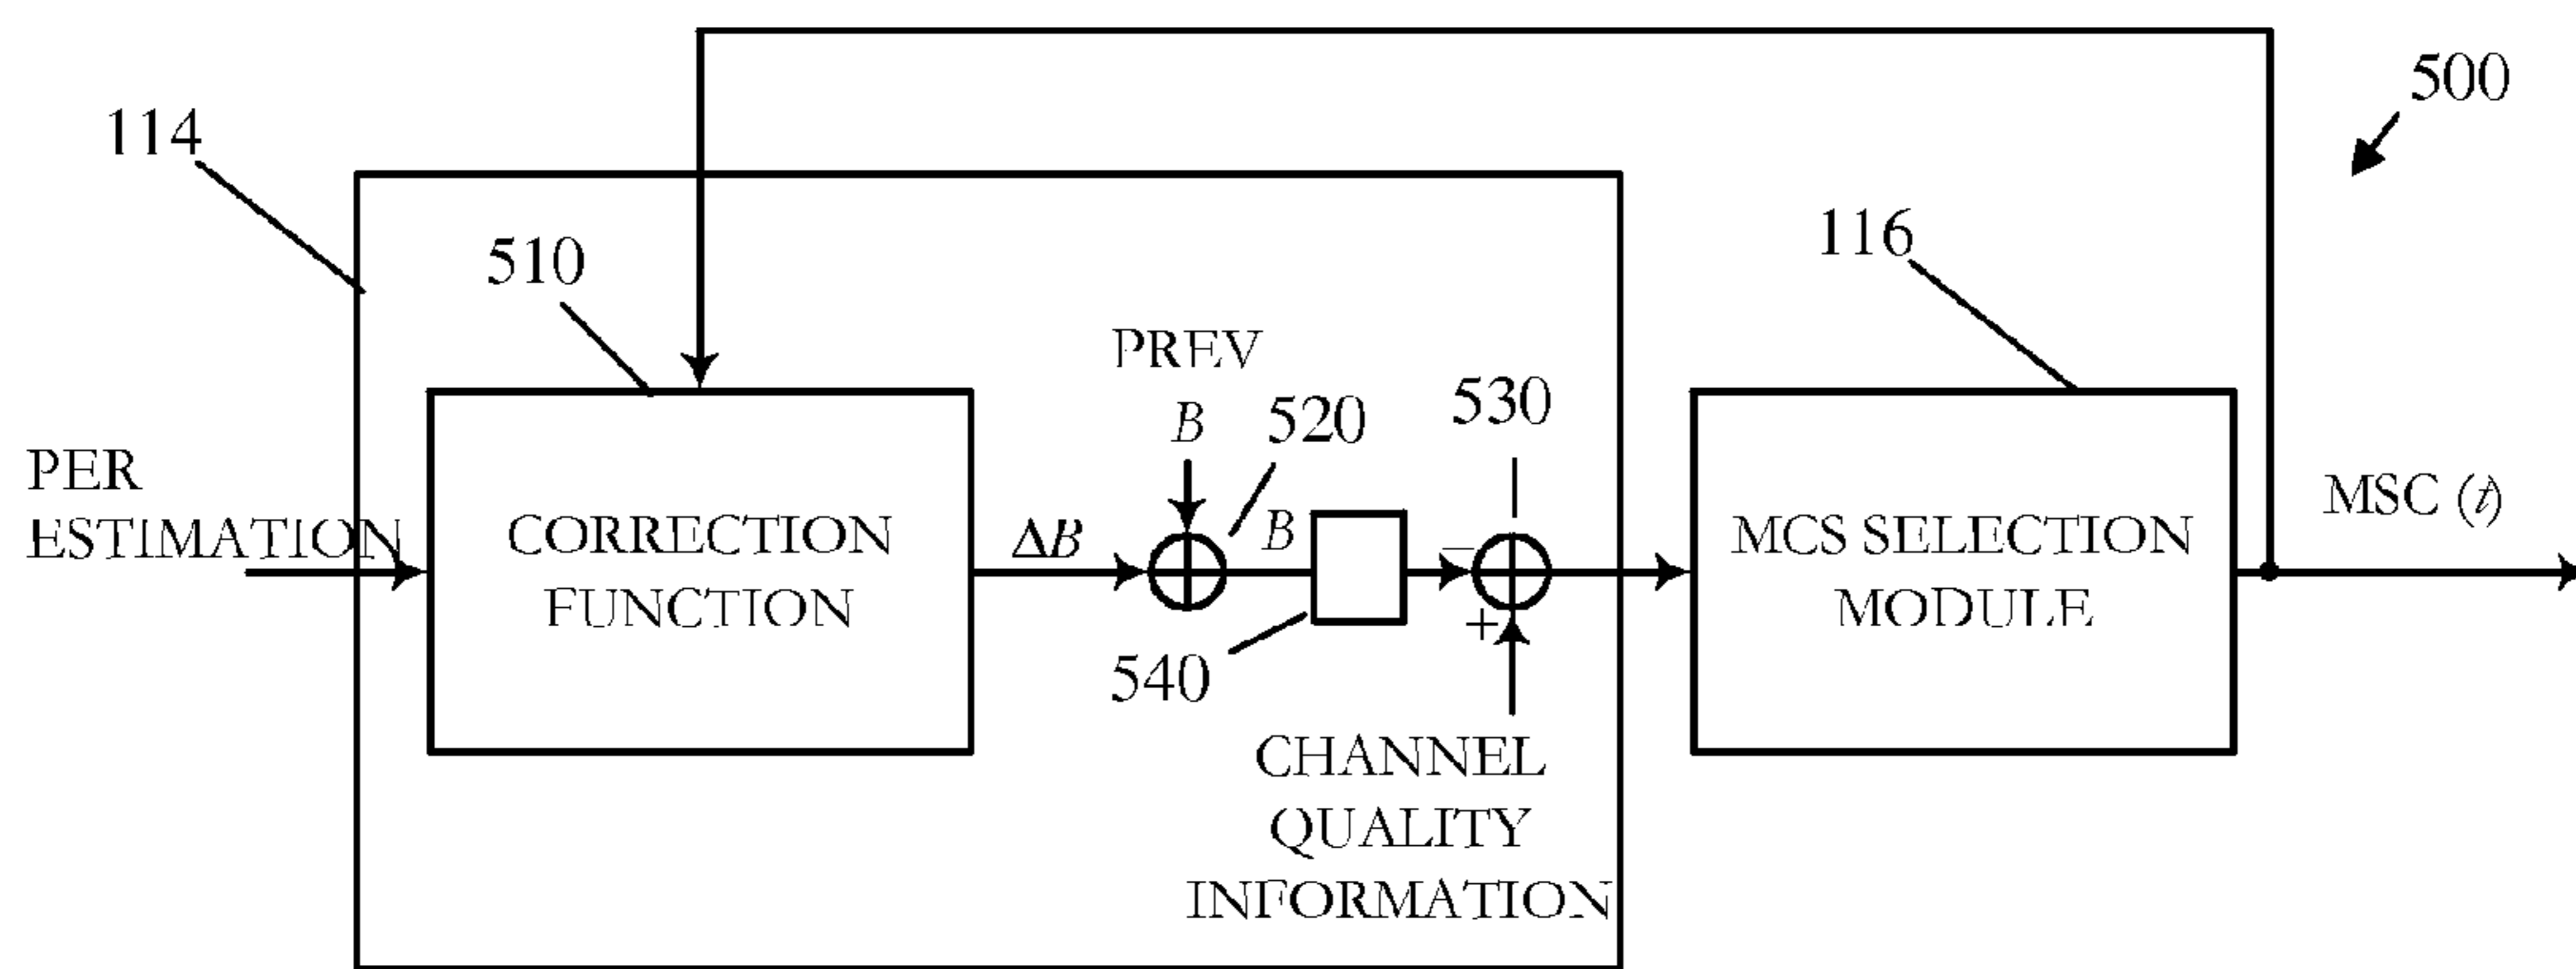 500
114
116
510
PREV
B
520
530
PER
ESTIMATION
CORRECTION
FUNCTION
ΔB
B
−
+
540
CHANNEL
QUALITY
INFORMATION
MCS SELECTION
MODULE
MSC (t)